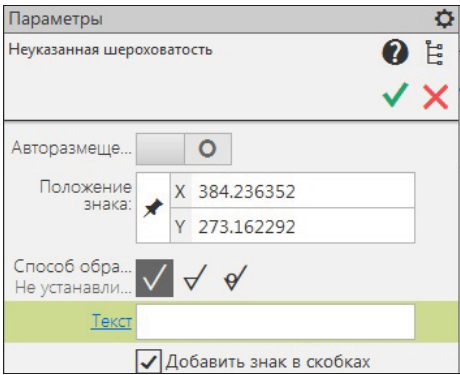 Параметры
Неуказанная шероховатость
Авторазмеще...
Положение
знака:
X 384.236352
Y 273.162292
Способ обра...
Не устанавли...
Текст
Добавить знак в скобках